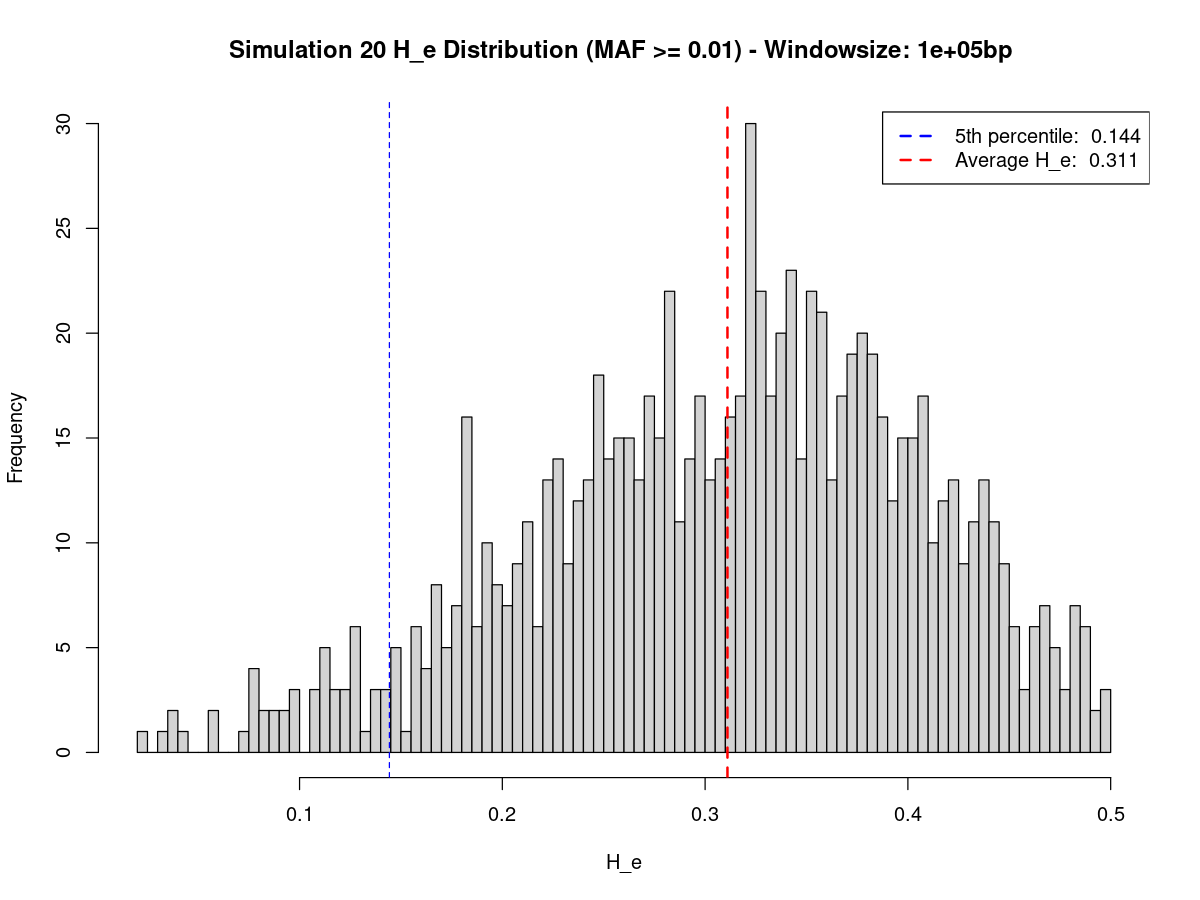 Simulation 20 H_e Distribution (MAF >= 0.01) - Windowsize: 1e+05bp
5th percentile: 0.144
Average H_e: 0.311
Frequency
30
25
20
15
10
5
0
0.1 0.2 0.3 0.4 0.5
H_e